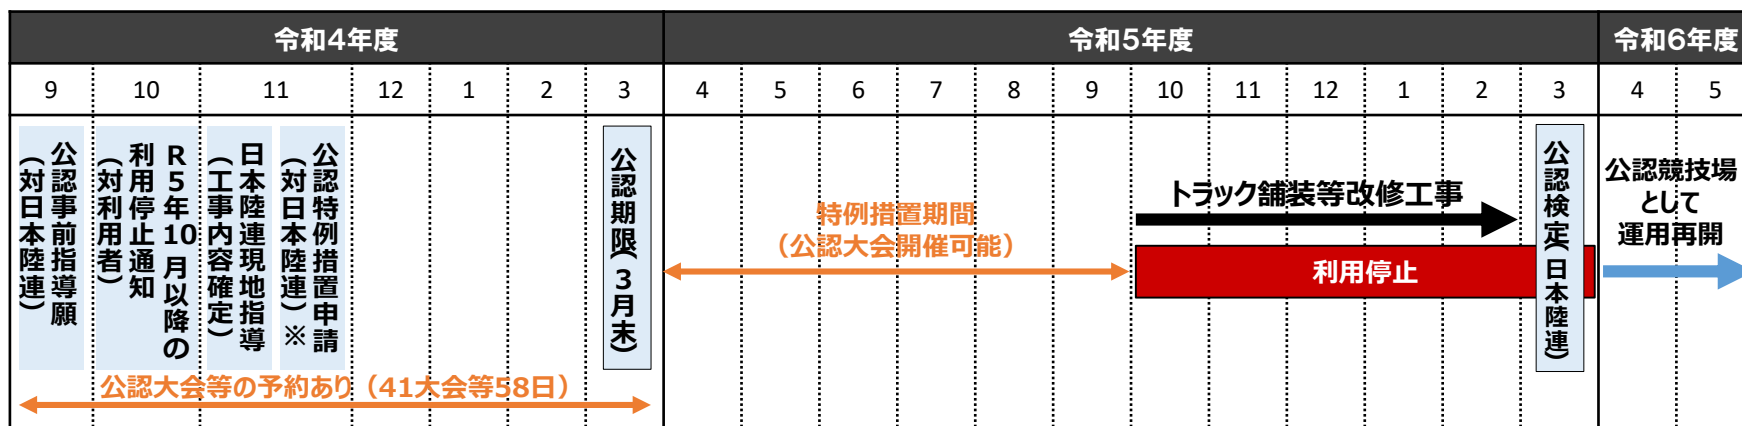 令和4年度
令和5年度
令和6年度
9
10
11
12
1
2
3
4
5
6
7
8
9
10
11
12
1
2
3
4
5
公認事前指導願
（対日本陸連）
R5年10月以降の
利用停止通知
（対利用者）
日本陸連現地指導
（工事内容確定）
公認特例措置申請
（対日本陸連）※
公認期限（3月末）
公認大会等の予約あり（41大会等58日）
特例措置期間
（公認大会開催可能）
トラック舗装等改修工事
利用停止
公認検定（日本陸連）
公認競技場
として
運用再開